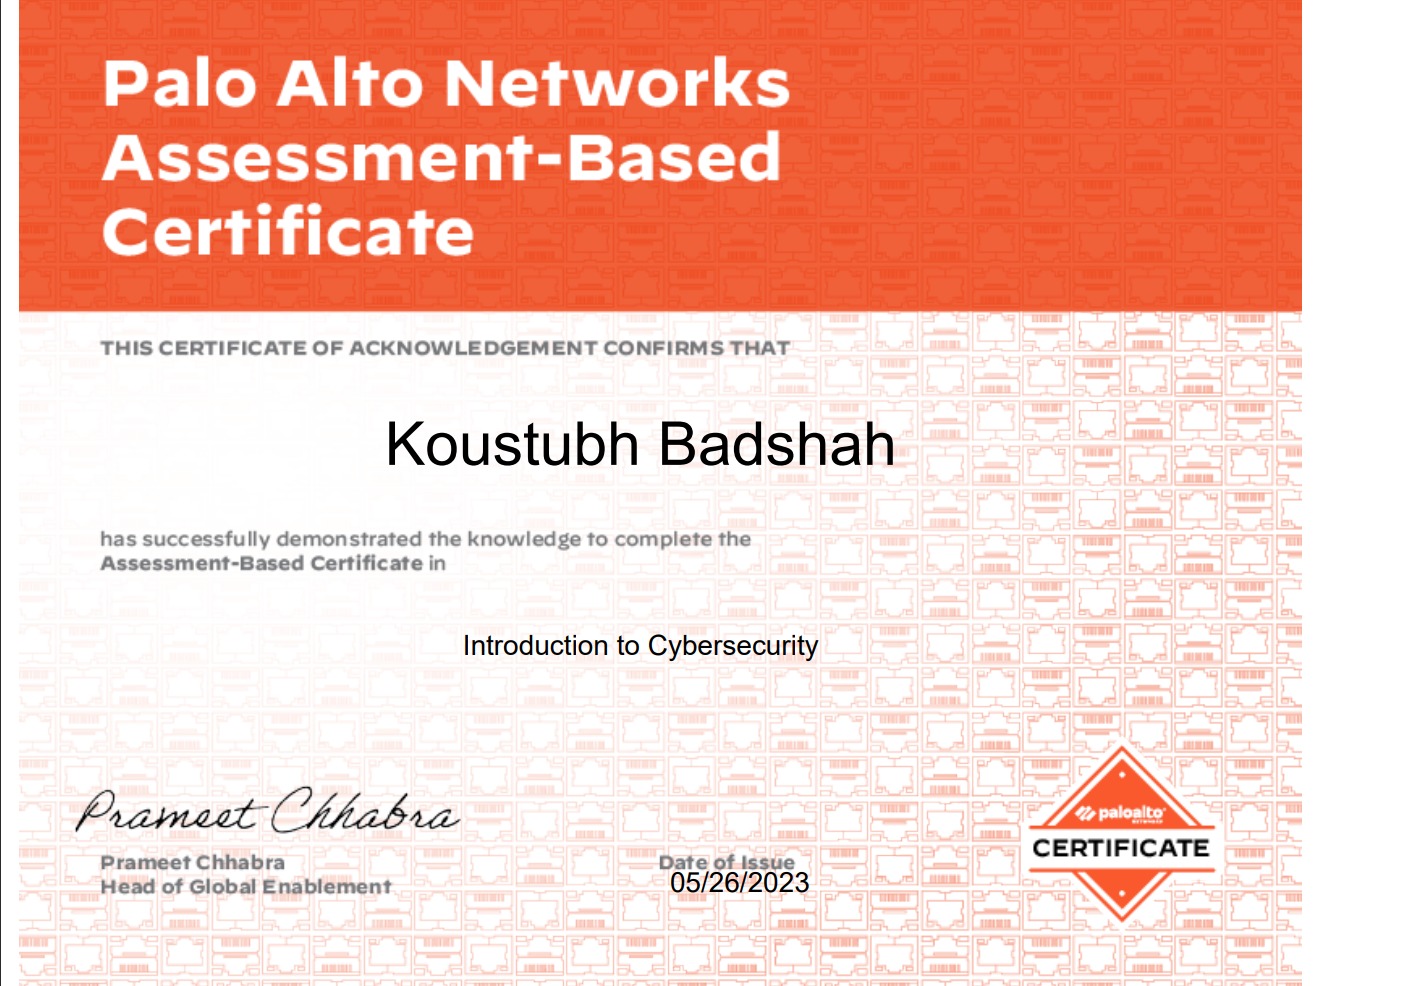 Palo Alto Networks
Assessment-Based
Certificate
THIS CERTIFICATE OF ACKNOWLEDGEMENT CONFIRMS THAT
Koustubh Badshah
has successfully demonstrated the knowledge to complete the
Assessment-Based Certificate in
Introduction to Cybersecurity
Prameet Chhabra
Prameet Chhabra
Head of Global Enablement
Date of Issue
05/26/2023
paloalto
NETWORKS
CERTIFICATE